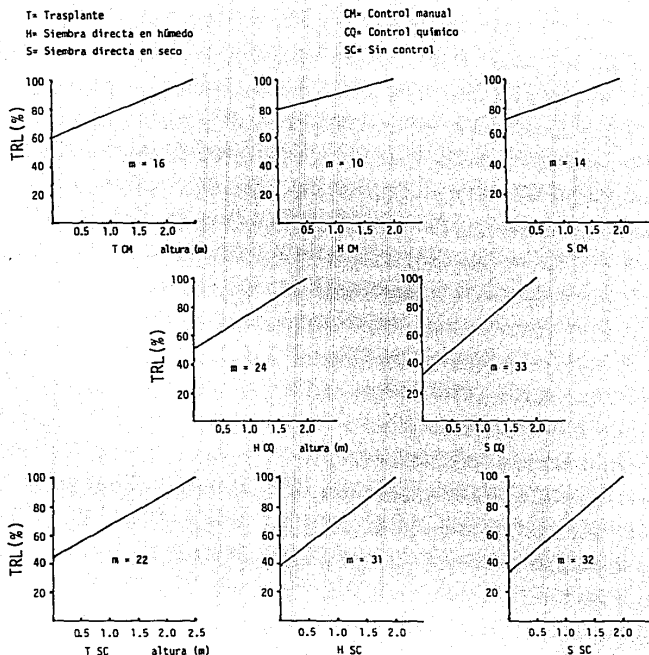 T= Trasplante
H= Siembra directa en húmedo
S= Siembra directa en seco
CM= Control manual
CQ= Control químico
SC= Sin control
TRL (%)
100
80
60
40
20
m = 16
0.5 1.0 1.5 2.0
T CM altura (m)
100
80
60
40
20
m = 10
0.5 1.0 1.5 2.0
H CM
100
80
60
40
20
m = 14
0.5 1.0 1.5 2.0
S CM
TRL (%)
100
80
60
40
20
m = 24
0.5 1.0 1.5 2.0
H CQ altura (m)
100
80
60
40
20
m = 33
0.5 1.0 1.5 2.0
S CQ
TRL (%)
100
80
60
40
20
m = 22
0.5 1.0 1.5 2.0 2.5
T SC altura (m)
100
80
60
40
20
m = 31
0.5 1.0 1.5 2.0
H SC
100
80
60
40
20
m = 32
0.5 1.0 1.5 2.0
S SC